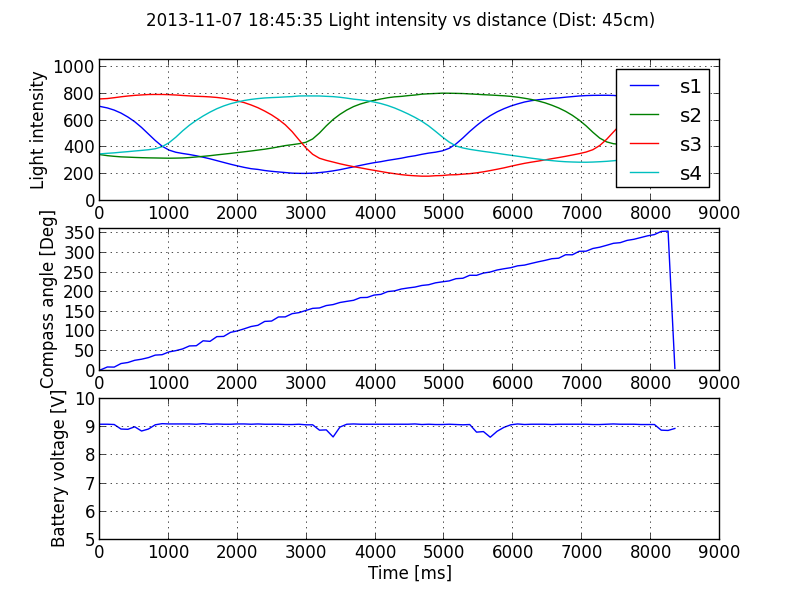 2013-11-07 18:45:35 Light intensity vs distance (Dist: 45cm)
Light intensity
1000
800
600
400
200
0
s1
s2
s3
s4
0 1000 2000 3000 4000 5000 6000 7000 8000 9000
Compass angle [Deg]
350
300
250
200
150
100
50
0
0 1000 2000 3000 4000 5000 6000 7000 8000 9000
Battery voltage [V]
10
9
8
7
6
5
0 1000 2000 3000 4000 5000 6000 7000 8000 9000
Time [ms]